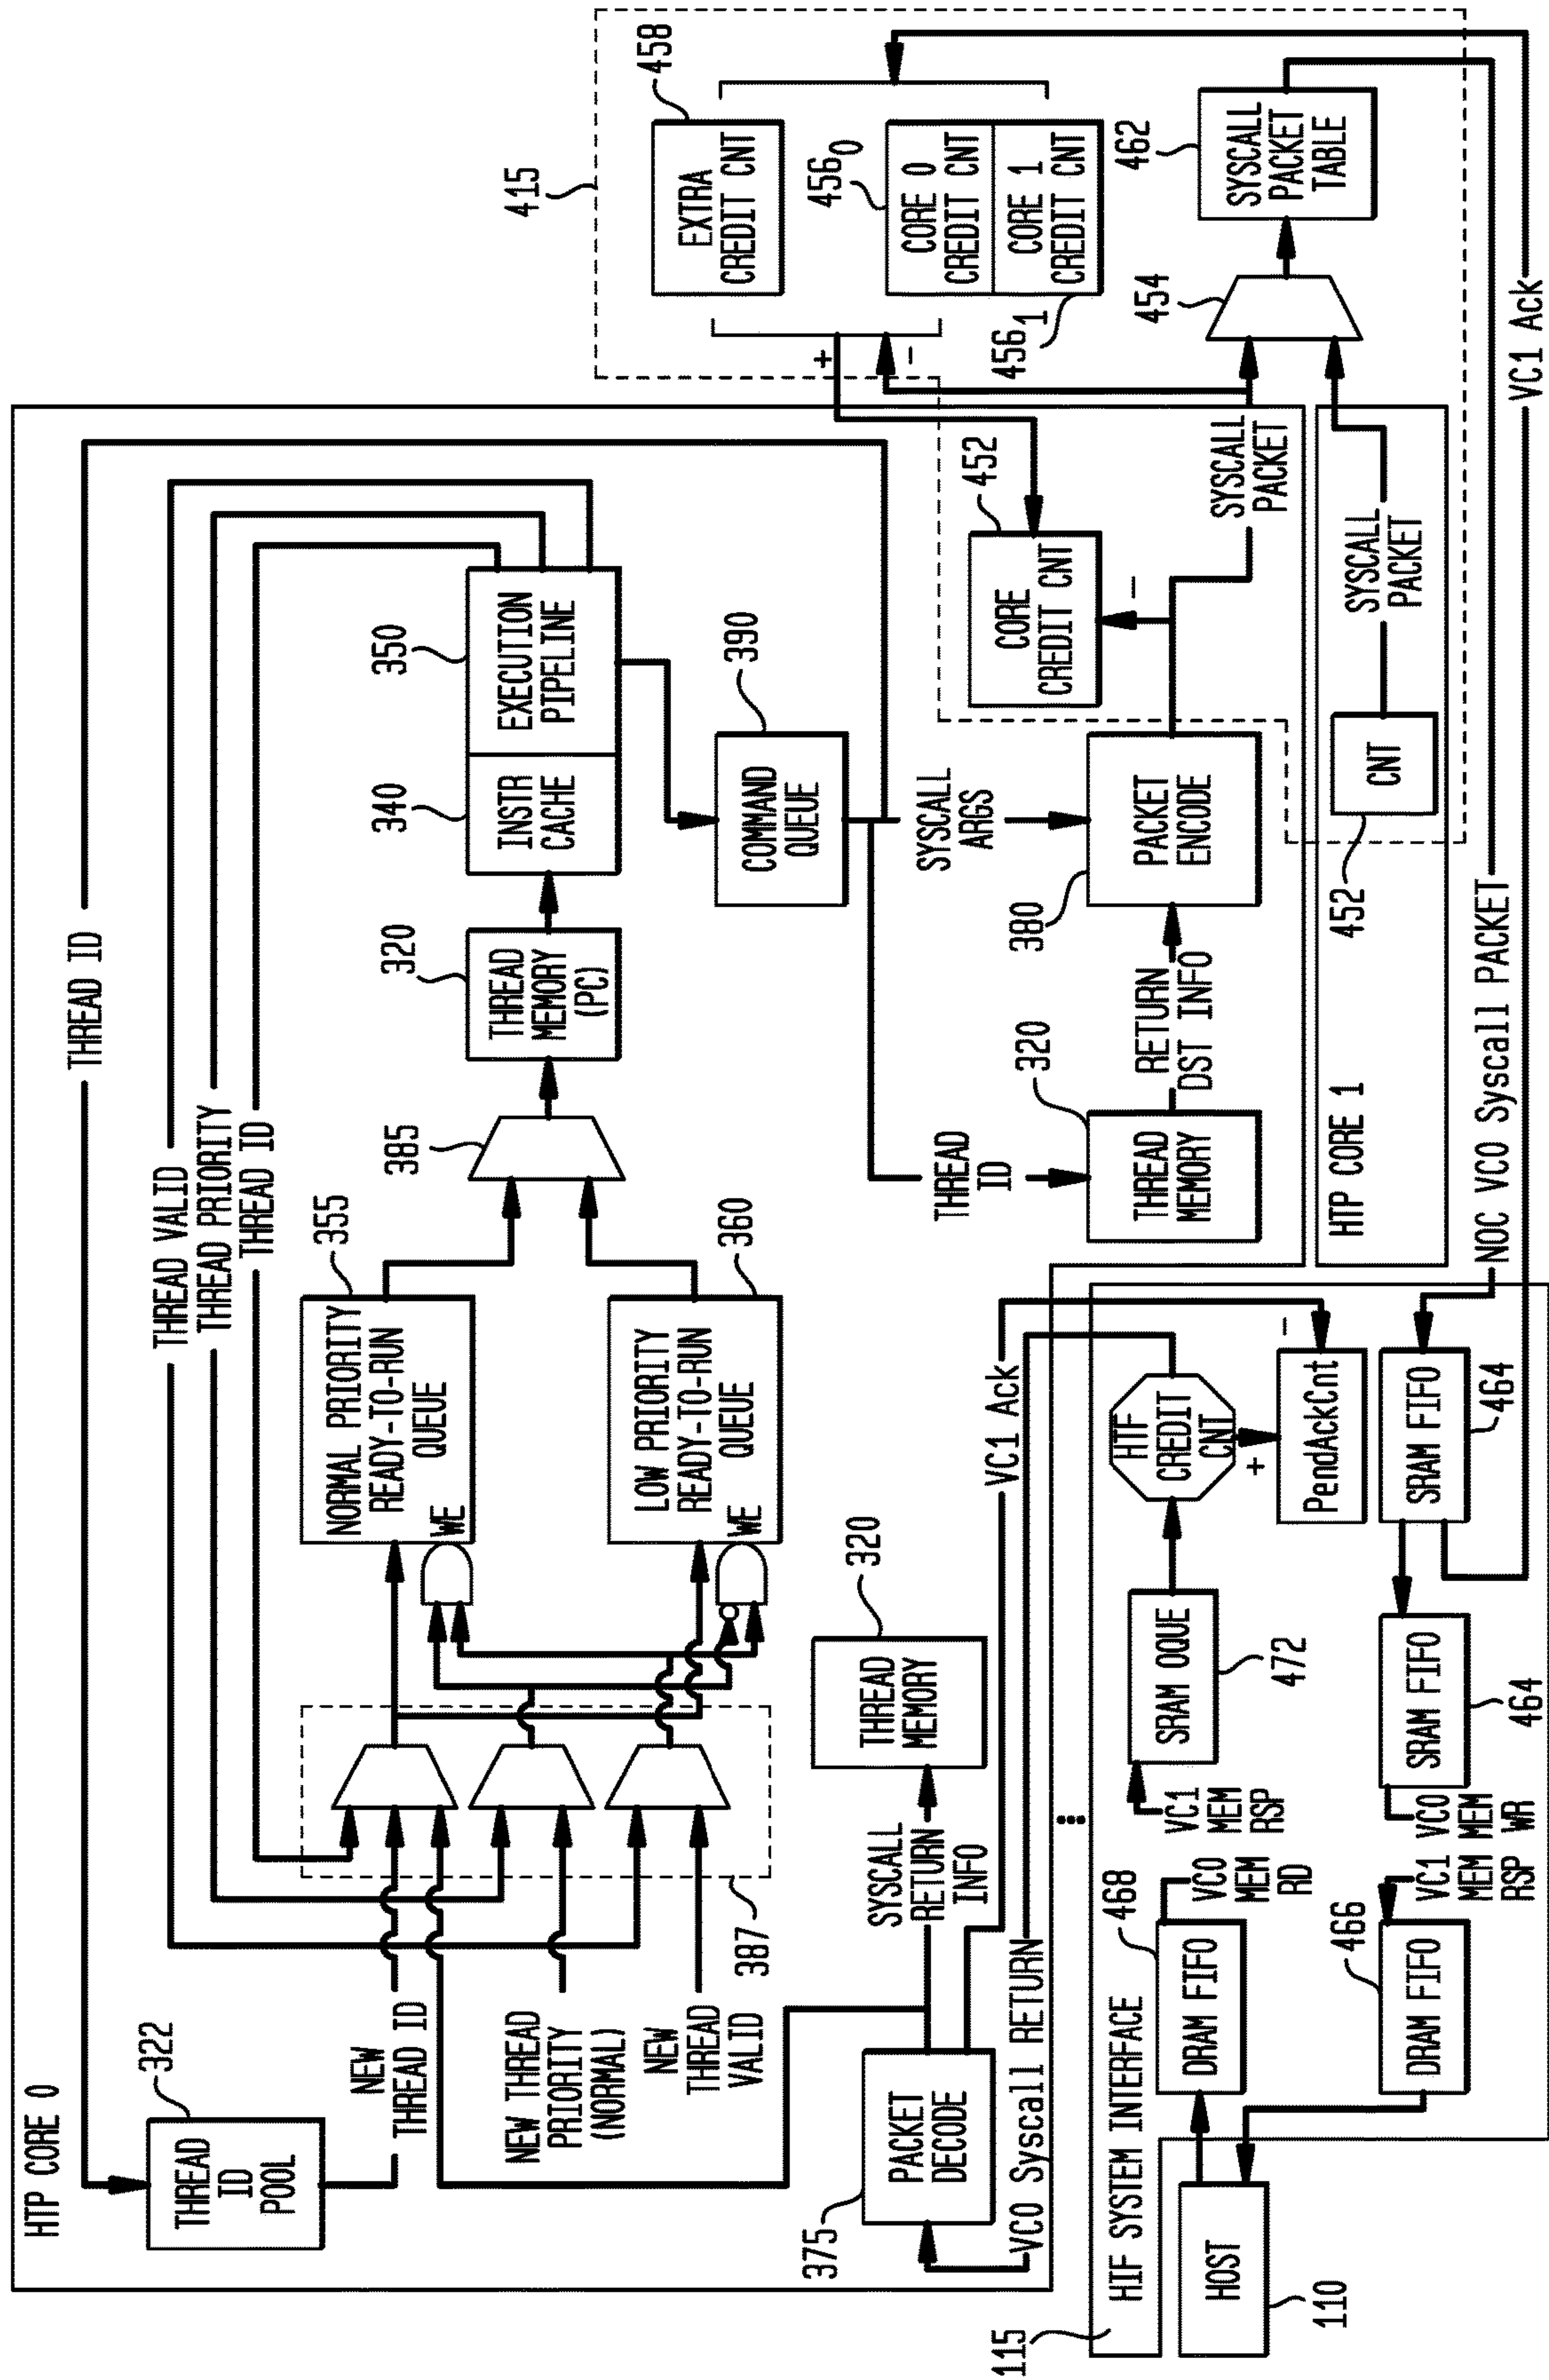 HTP CORE 0
THREAD ID
THREAD VALID
THREAD PRIORITY
THREAD ID
322
THREAD
ID
POOL
NEW
THREAD ID
NEW THREAD
PRIORITY
(NORMAL)
NEW
THREAD
VALID
387
NORMAL PRIORITY
READY-TO-RUN
QUEUE
WE
355
LOW PRIORITY
READY-TO-RUN
QUEUE
WE
360
385
320
THREAD
MEMORY
(PC)
340
INSTR
CACHE
350
EXECUTION
PIPELINE
390
COMMAND
QUEUE
415
458
EXTRA
CREDIT CNT
456 0
CORE 0
CREDIT CNT
CORE 1
CREDIT CNT
456 1
+
−
452
CORE
CREDIT CNT
−
454
462
SYSCALL
PACKET
TABLE
375
PACKET
DECODE
SYSCALL
RETURN
INFO
320
THREAD
MEMORY
THREAD
ID
320
THREAD
MEMORY
RETURN
DST INFO
SYSCALL
ARGS
380
PACKET
ENCODE
SYSCALL
PACKET
VC0 Syscall RETURN
VC1 Ack
...
HTP CORE 1
452
CNT
SYSCALL
PACKET
115
HIF SYSTEM INTERFACE
HOST
110
468
DRAM FIFO
VC0
MEM
RD
VC1
MEM
RSP
SRAM OQUE
472
HTF
CREDIT
CNT
+
−
PendAckCnt
466
DRAM FIFO
VC1
MEM
RSP
VC0
MEM
WR
SRAM FIFO
464
SRAM FIFO
464
NOC VC0 Syscall PACKET
VC1 Ack